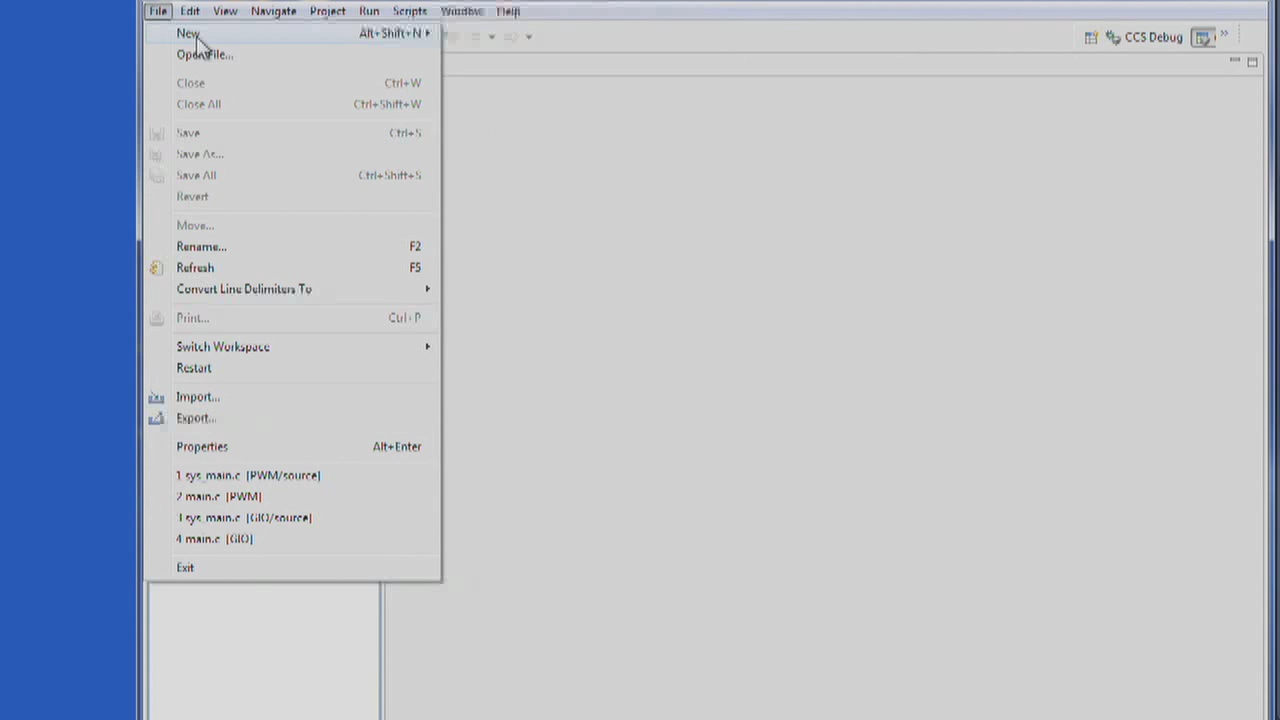 File Edit View Navigate Project Run Scripts Window Help
New Alt+Shift+N
Open File...
CCS Debug
Close Ctrl+W
Close All Ctrl+Shift+W
Save Ctrl+S
Save As...
Save All Ctrl+Shift+S
Revert
Move...
Rename... F2
Refresh F5
Convert Line Delimiters To
Print... Ctrl+P
Switch Workspace
Restart
Import...
Export...
Properties Alt+Enter
1 sys_main.c [PWM/source]
2 main.c [PWM]
3 sys_main.c [GIO/source]
4 main.c [GIO]
Exit